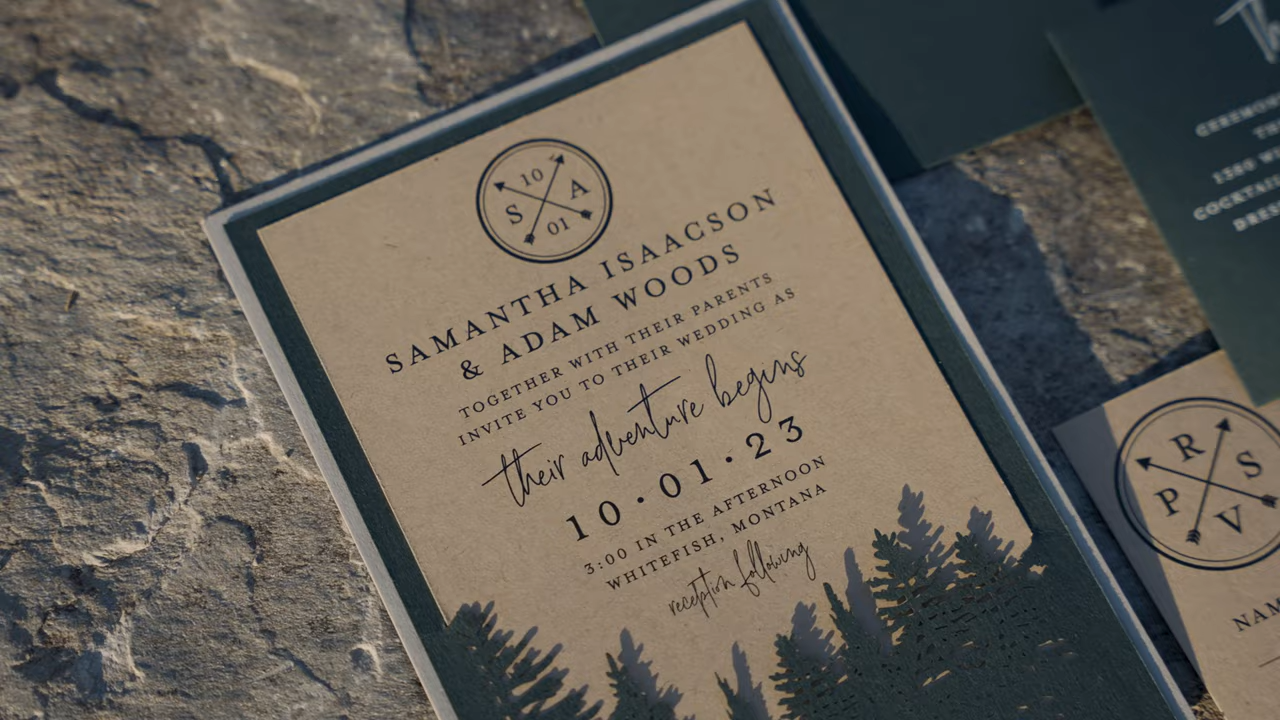 10
S A
01
SAMANTHA ISAACSON
& ADAM WOODS
TOGETHER WITH THEIR PARENTS
INVITE YOU TO THEIR WEDDING AS
their adventure begins
10•01•23
3:00 IN THE AFTERNOON
WHITEFISH, MONTANA
reception following
R
P S
V